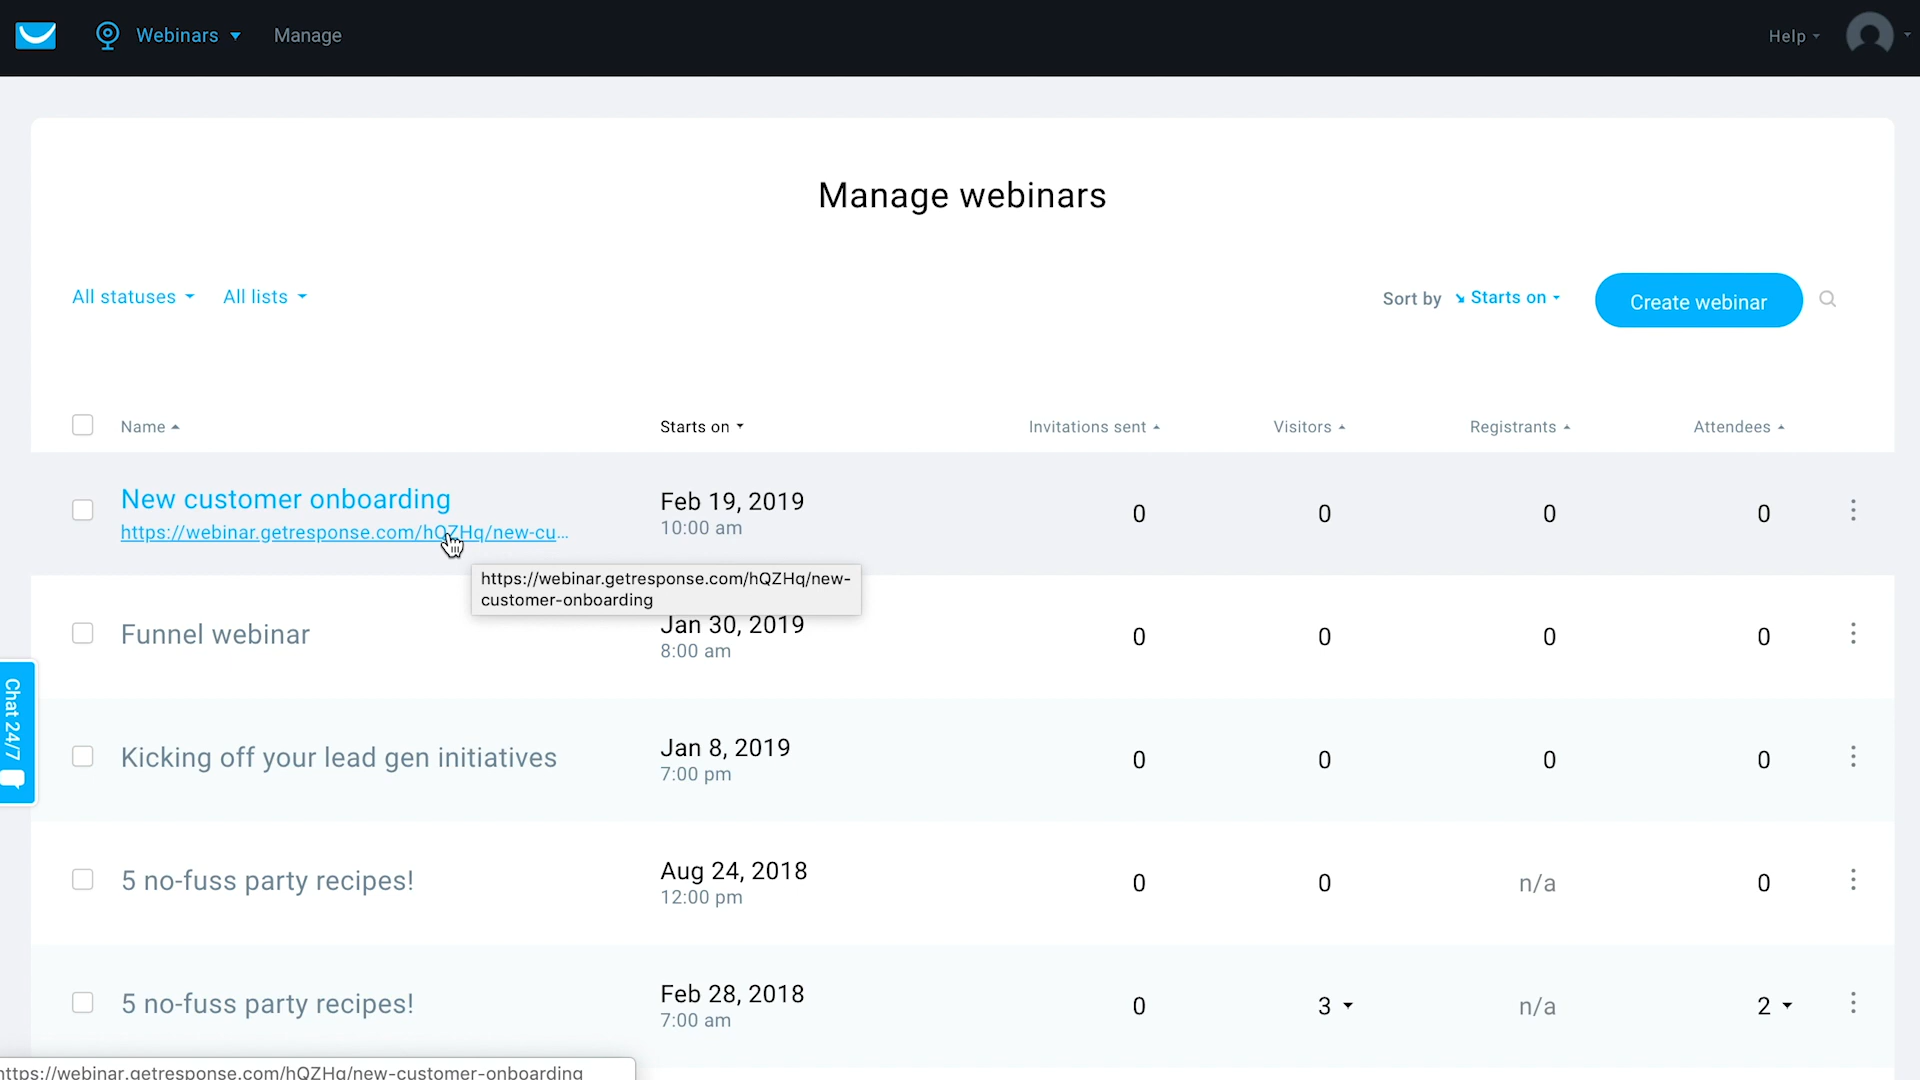 Webinars Manage Help
Manage webinars
All statuses All lists Sort by Starts on Create webinar
Name Starts on Invitations sent Visitors Registrants Attendees
New customer onboarding Feb 19, 2019 0 0 0 0
https://webinar.getresponse.com/hQZHq/new-cu... 10:00 am
https://webinar.getresponse.com/hQZHq/new-
customer-onboarding
Funnel webinar Jan 30, 2019 0 0 0 0
8:00 am
Chat 24/7
Kicking off your lead gen initiatives Jan 8, 2019 0 0 0 0
7:00 pm
5 no-fuss party recipes! Aug 24, 2018 0 0 n/a 0
12:00 pm
5 no-fuss party recipes! Feb 28, 2018 0 3 n/a 2
7:00 am
https://webinar.getresponse.com/hQZHq/new-customer-onboarding